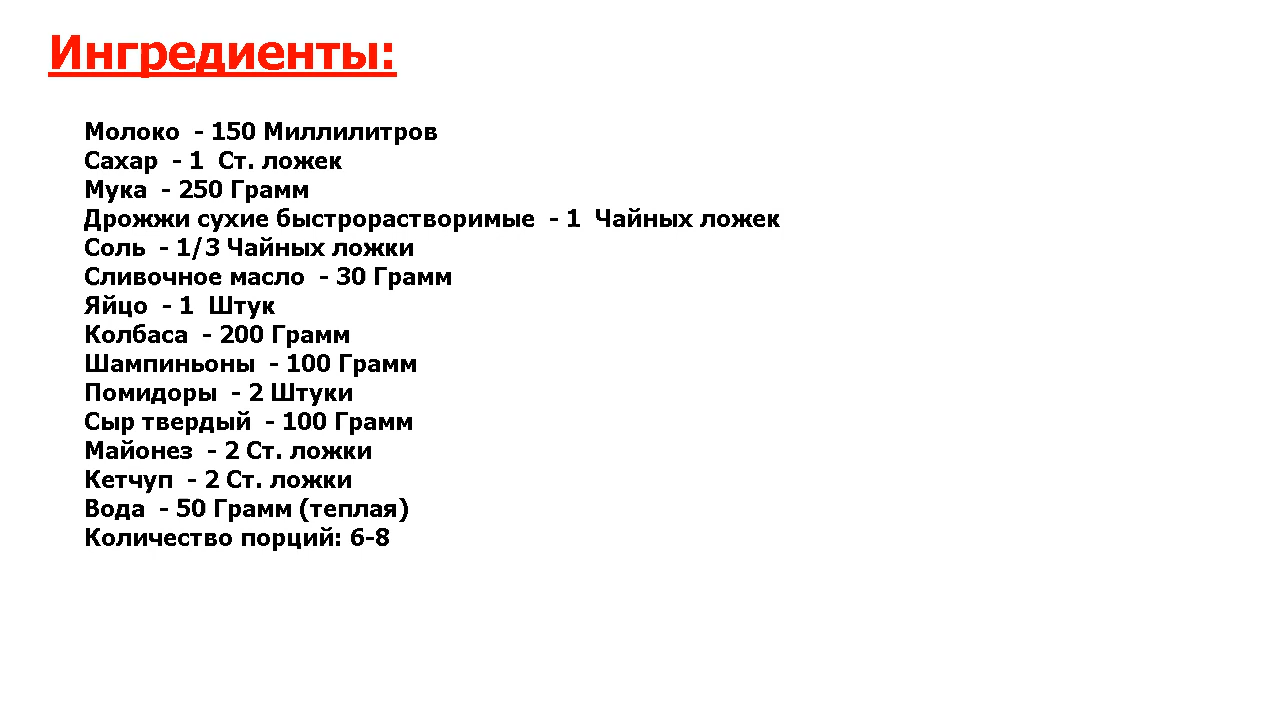 Ингредиенты:
Молоко - 150 Миллилитров
Сахар - 1 Ст. ложек
Мука - 250 Грамм
Дрожжи сухие быстрорастворимые - 1 Чайных ложек
Соль - 1/3 Чайных ложки
Сливочное масло - 30 Грамм
Яйцо - 1 Штук
Колбаса - 200 Грамм
Шампиньоны - 100 Грамм
Помидоры - 2 Штуки
Сыр твердый - 100 Грамм
Майонез - 2 Ст. ложки
Кетчуп - 2 Ст. ложки
Вода - 50 Грамм (теплая)
Количество порций: 6-8